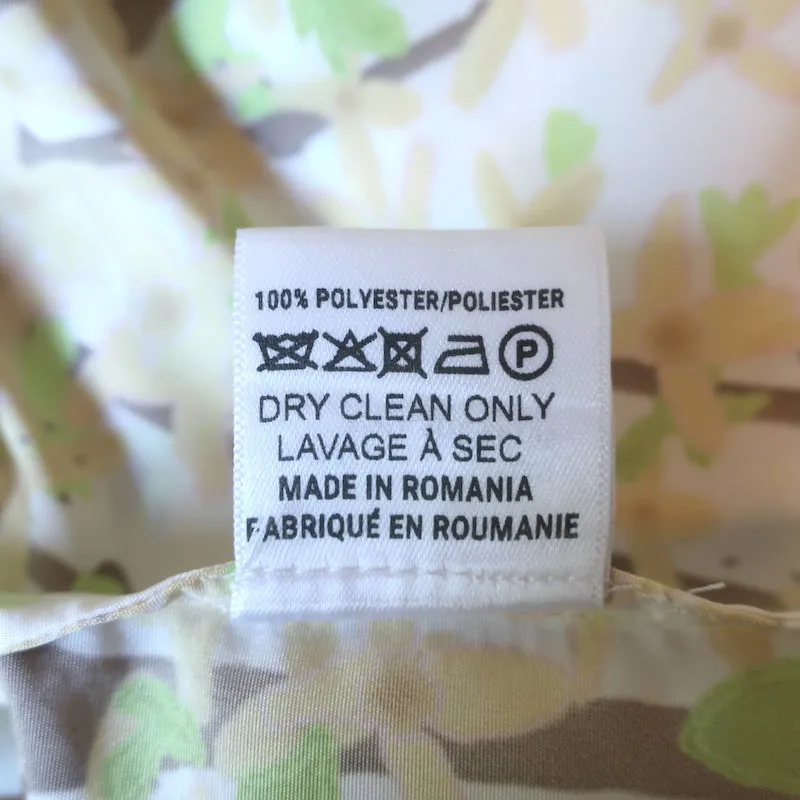 100% POLYESTER/POLIESTER
P
DRY CLEAN ONLY
LAVAGE À SEC
MADE IN ROMANIA
FABRIQUÉ EN ROUMANIE